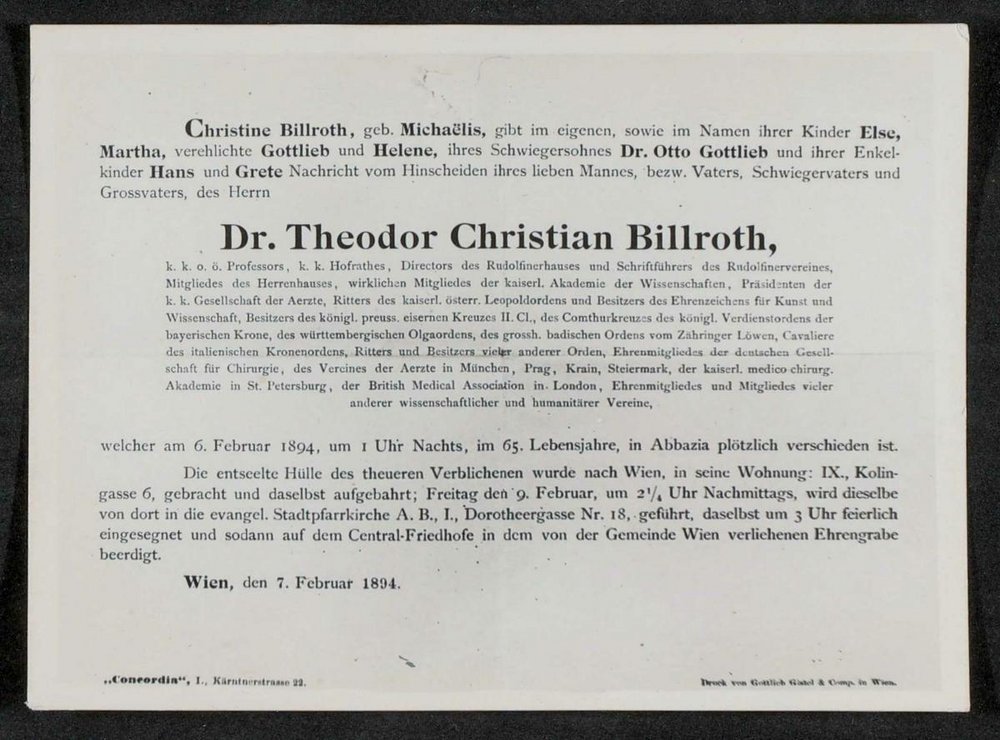 Christine Billroth, geb. Michaëlis, gibt im eigenen, sowie im Namen ihrer Kinder Else,
Martha, verehlichte Gottlieb und Helene, ihres Schwiegersohnes Dr. Otto Gottlieb und ihrer Enkel-
kinder Hans und Grete Nachricht vom Hinscheiden ihres lieben Mannes, bezw. Vaters, Schwiegervaters und
Grossvaters, des Herrn
Dr. Theodor Christian Billroth,
k. k. o. ö. Professors, k. k. Hofrathes, Directors des Rudolfinerhauses und Schriftführers des Rudolfinervereines,
Mitgliedes des Herrenhauses, wirklichen Mitgliedes der kaiserl. Akademie der Wissenschaften, Präsidenten der
k. k. Gesellschaft der Aerzte, Ritters des kaiserl. österr. Leopoldordens und Besitzers des Ehrenzeichens für Kunst und
Wissenschaft, Besitzers des königl. preuss. eisernen Kreuzes II. Cl., des Comthurkreuzes des königl. Verdienstordens der
bayerischen Krone, des württembergischen Olgaordens, des grossh. badischen Ordens vom Zähringer Löwen, Cavaliere
des italienischen Kronenordens, Ritters und Besitzers vieler anderer Orden, Ehrenmitgliedes der deutschen Gesell-
schaft für Chirurgie, des Vereines der Aerzte in München, Prag, Krain, Steiermark, der kaiserl. medico chirurg.
Akademie in St. Petersburg, der British Medical Association in London, Ehrenmitgliedes und Mitgliedes vieler
anderer wissenschaftlicher und humanitärer Vereine,
welcher am 6. Februar 1894, um 1 Uhr Nachts, im 65. Lebensjahre, in Abbazia plötzlich verschieden ist.
Die entseelte Hülle des theueren Verblichenen wurde nach Wien, in seine Wohnung: IX., Kolin-
gasse 6, gebracht und daselbst aufgebahrt; Freitag den 9. Februar, um 2¼ Uhr Nachmittags, wird dieselbe
von dort in die evangel. Stadtpfarrkirche A. B., I., Dorotheergasse Nr. 18, geführt, daselbst um 3 Uhr feierlich
eingesegnet und sodann auf dem Central-Friedhofe in dem von der Gemeinde Wien verliehenen Ehrengrabe
beerdigt.
Wien, den 7. Februar 1894.
„Concordia“, I., Kärntnerstrasse 22.
Druck von Gottlieb Gistel & Comp. in Wien.